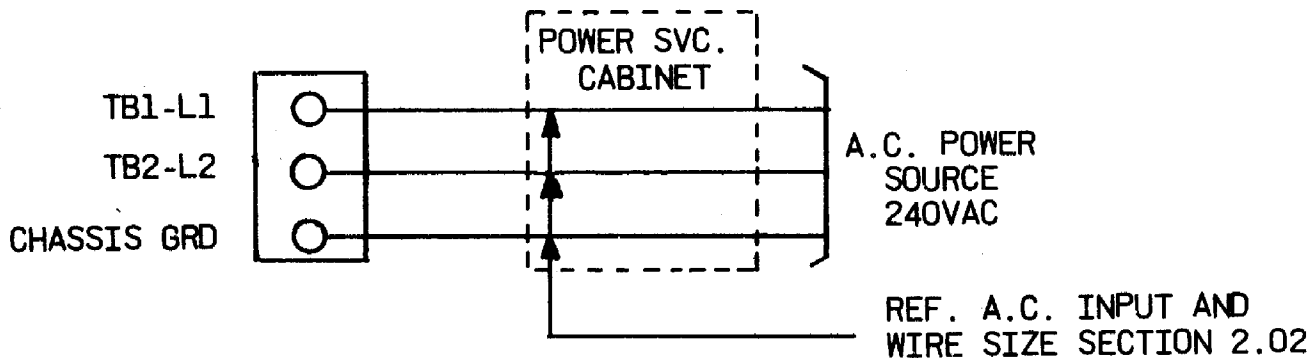 POWER SVC.
CABINET
TB1-L1
TB2-L2
CHASSIS GRD
A.C. POWER
SOURCE
240VAC
REF. A.C. INPUT AND
WIRE SIZE SECTION 2.02